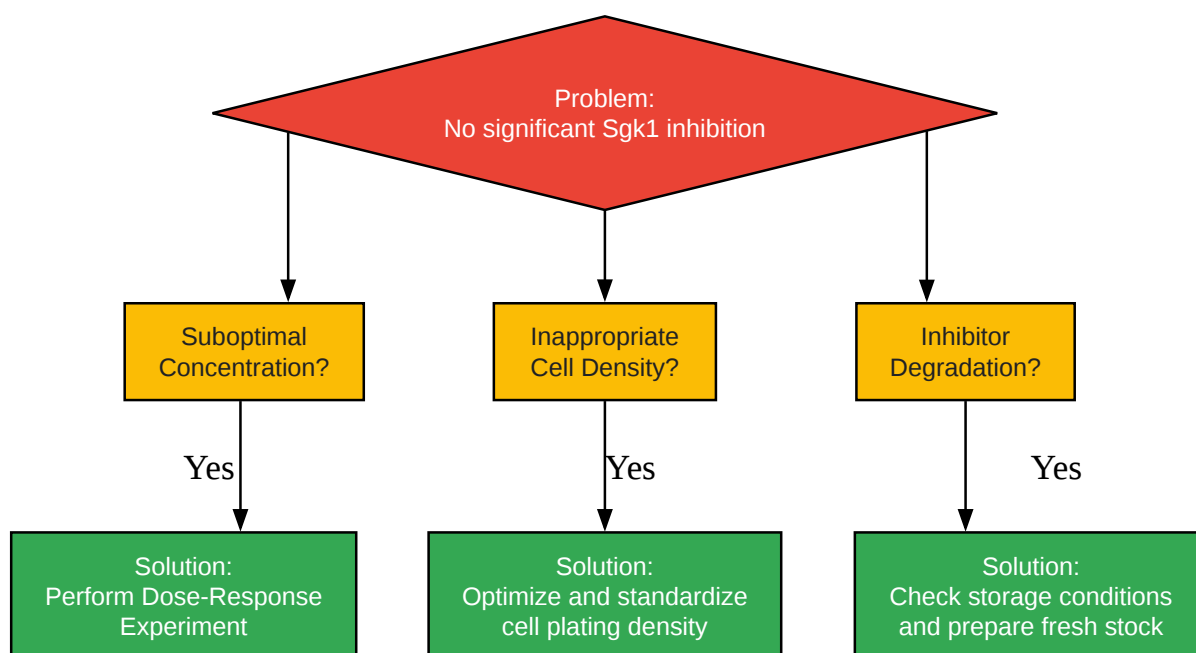 Problem:
No significant Sgk1 inhibition
Suboptimal
Concentration?
Inappropriate
Cell Density?
Inhibitor
Degradation?
Yes
Yes
Yes
Solution:
Perform Dose-Response
Experiment
Solution:
Optimize and standardize
cell plating density
Solution:
Check storage conditions
and prepare fresh stock